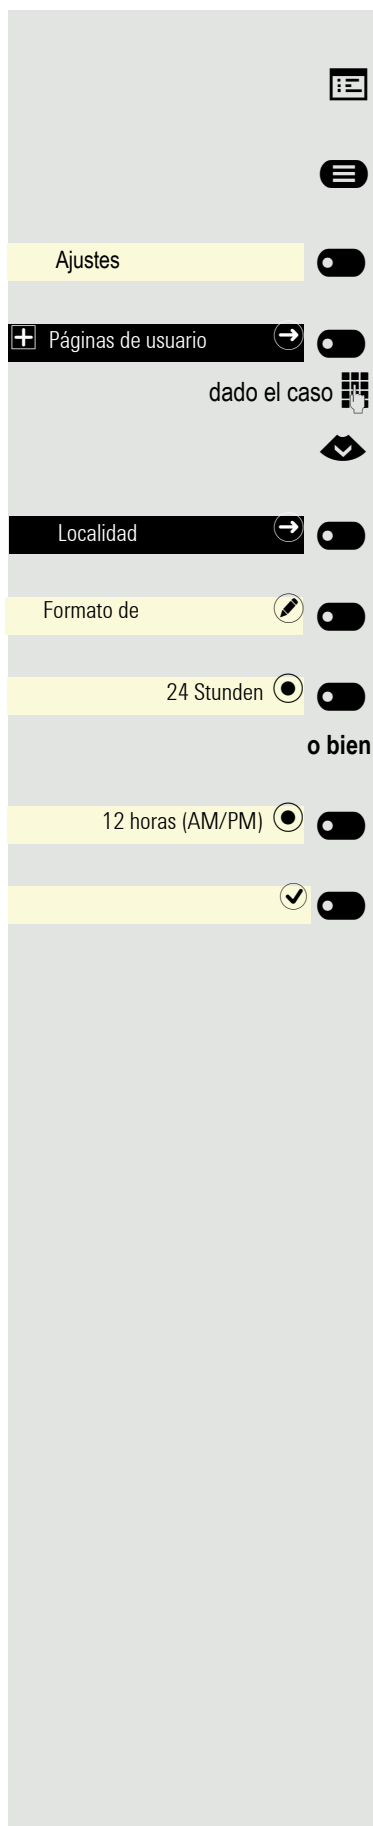 Ajustes
Páginas de usuario
dado el caso
Localidad
Formato de
24 Stunden
o bien
12 horas (AM/PM)